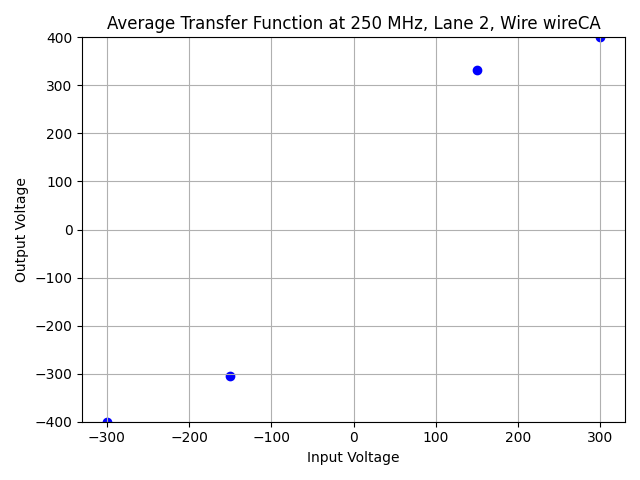 Average Transfer Function at 250 MHz, Lane 2, Wire wireCA
400
300
200
100
0
−100
−200
−300
−400
Output Voltage
−300 −200 −100 0 100 200 300
Input Voltage